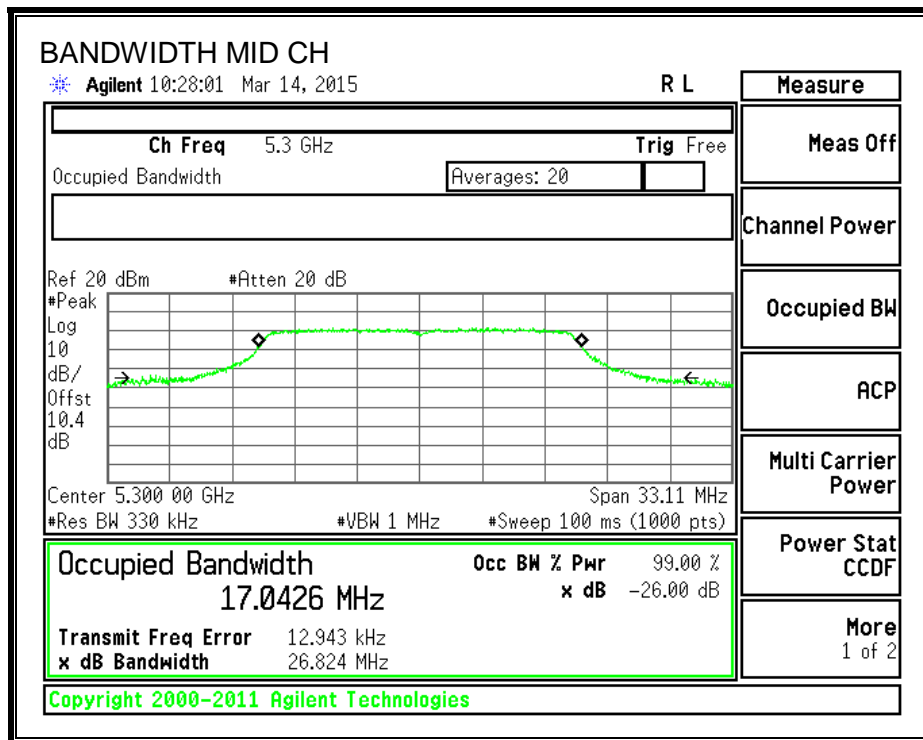 BANDWIDTH MID CH
Agilent 10:28:01 Mar 14, 2015 R L
Measure
Ch Freq 5.3 GHz Trig Free
Meas Off
Occupied Bandwidth Averages: 20
Channel Power
Ref 20 dBm #Atten 20 dB
#Peak
Log
10
dB/
Offst
10.4
dB
Occupied BW
ACP
Multi Carrier
Power
Center 5.300 00 GHz Span 33.11 MHz
#Res BW 330 kHz #VBW 1 MHz #Sweep 100 ms (1000 pts)
Occupied Bandwidth Occ BW % Pwr 99.00 %
17.0426 MHz x dB -26.00 dB
Transmit Freq Error 12.943 kHz
x dB Bandwidth 26.824 MHz
Power Stat
CCDF
More
1 of 2
Copyright 2000-2011 Agilent Technologies